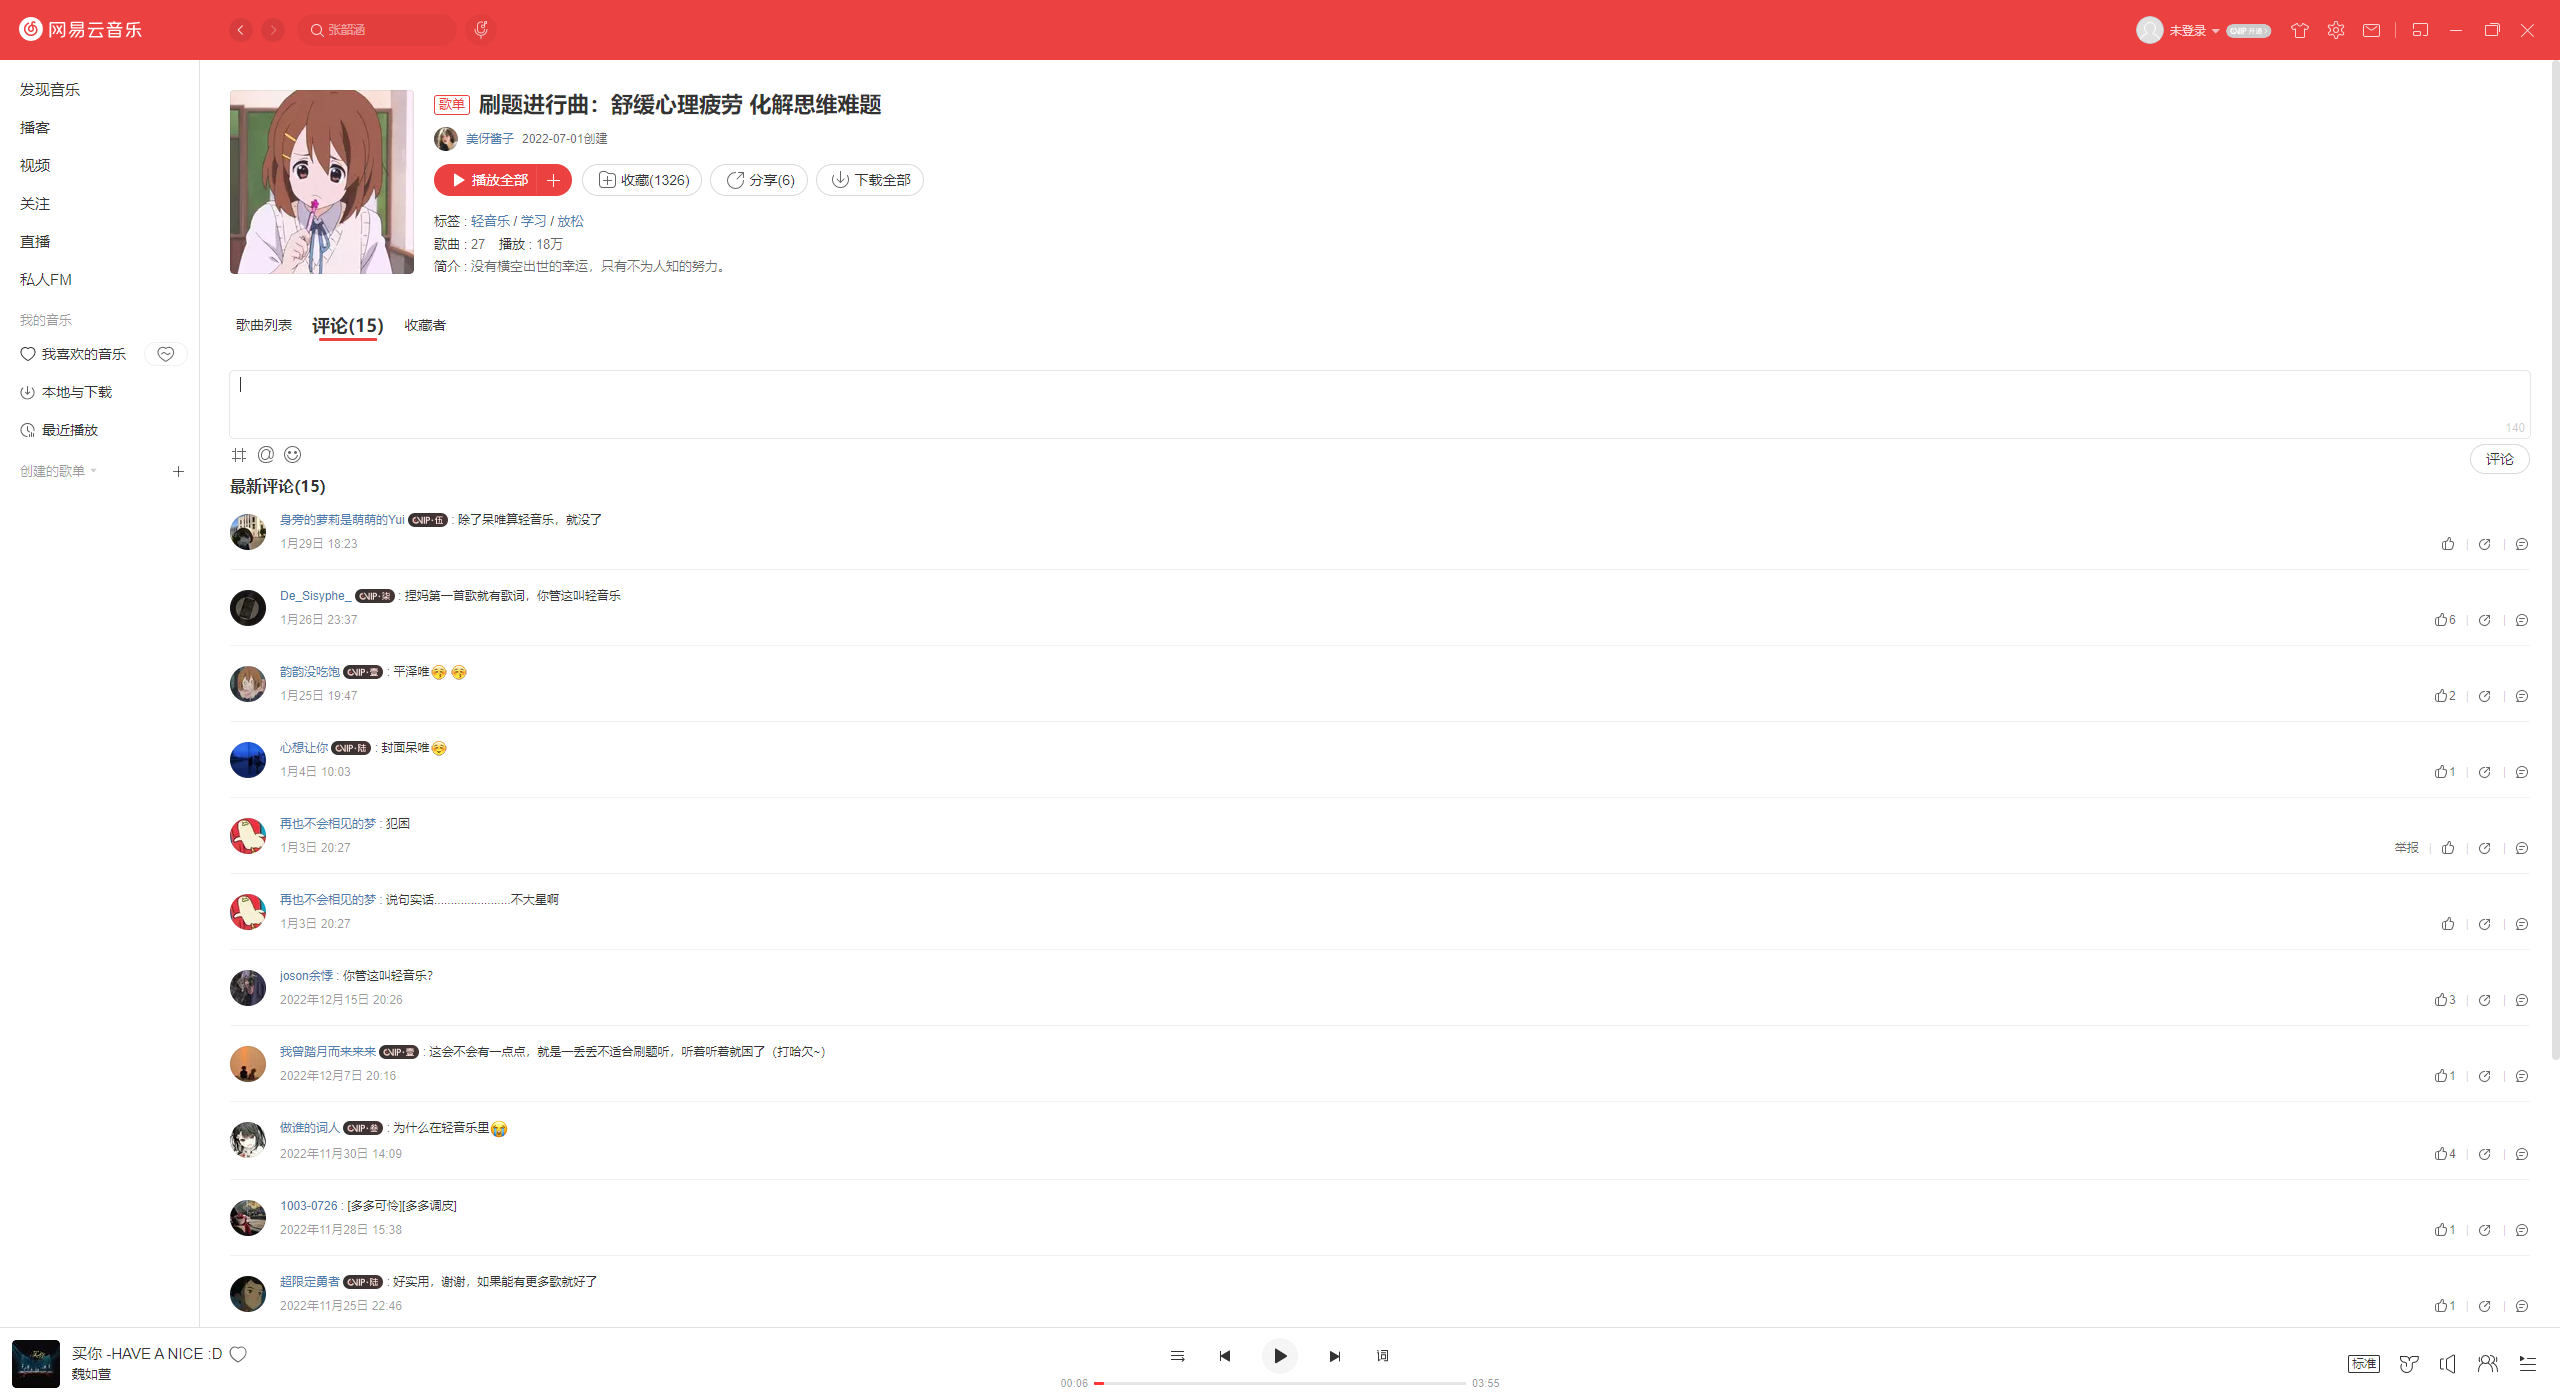 网易云音乐
张韶涵
未登录
VIP开通
发现音乐
播客
视频
关注
直播
私人FM
我的音乐
我喜欢的音乐
本地与下载
最近播放
创建的歌单
歌单 刷题进行曲：舒缓心理疲劳 化解思维难题
美伢酱子 2022-07-01创建
播放全部 收藏(1326) 分享(6) 下载全部
标签 : 轻音乐 / 学习 / 放松
歌曲 : 27 播放 : 18万
简介 : 没有横空出世的幸运，只有不为人知的努力。
歌曲列表 评论(15) 收藏者
140
# @
评论
最新评论(15)
身旁的萝莉是萌萌的Yui VIP·伍 : 除了呆唯算轻音乐，就没了
1月29日 18:23
De_Sisyphe_ VIP·柒 : 捏妈第一首歌就有歌词，你管这叫轻音乐
1月26日 23:37 6
韵韵没吃饱 VIP·壹 : 平泽唯
1月25日 19:47 2
心想让你 VIP·陆 : 封面呆唯
1月4日 10:03 1
再也不会相见的梦 : 犯困
1月3日 20:27 举报
再也不会相见的梦 : 说句实话.......................不大星啊
1月3日 20:27
joson余悸 : 你管这叫轻音乐？
2022年12月15日 20:26 3
我曾踏月而来来来 VIP·壹 : 这会不会有一点点，就是一丢丢不适合刷题听，听着听着就困了（打哈欠~）
2022年12月7日 20:16 1
做谁的词人 VIP·叁 : 为什么在轻音乐里
2022年11月30日 14:09 4
1003-0726 : [多多可怜][多多调皮]
2022年11月28日 15:38 1
超限定勇者 VIP·陆 : 好实用，谢谢，如果能有更多歌就好了
2022年11月25日 22:46 1
买你 -HAVE A NICE :D
魏如萱
词
00:06 03:55
标准